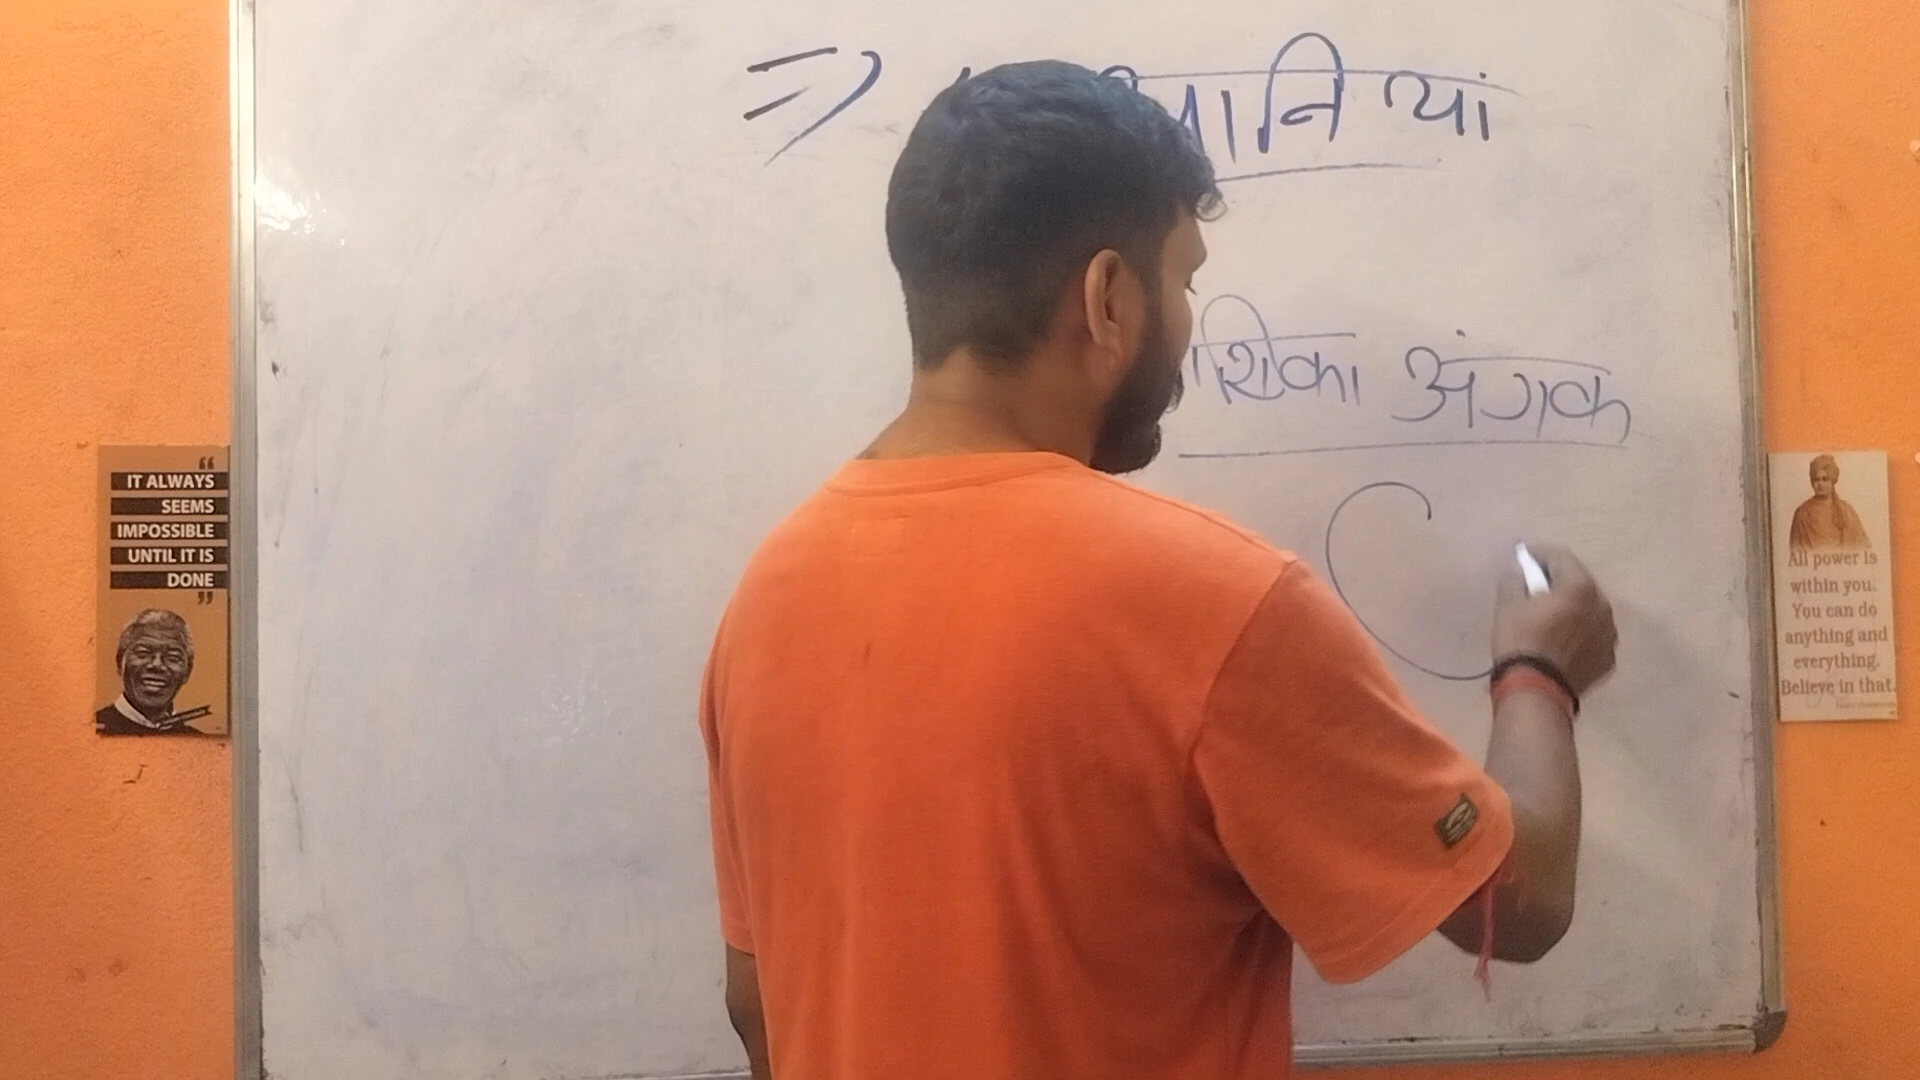 ⇒
शिका अंगक
“
IT ALWAYS
SEEMS
IMPOSSIBLE
UNTIL IT IS
DONE
”
All power is
within you.
You can do
anything and
everything.
Believe in that.